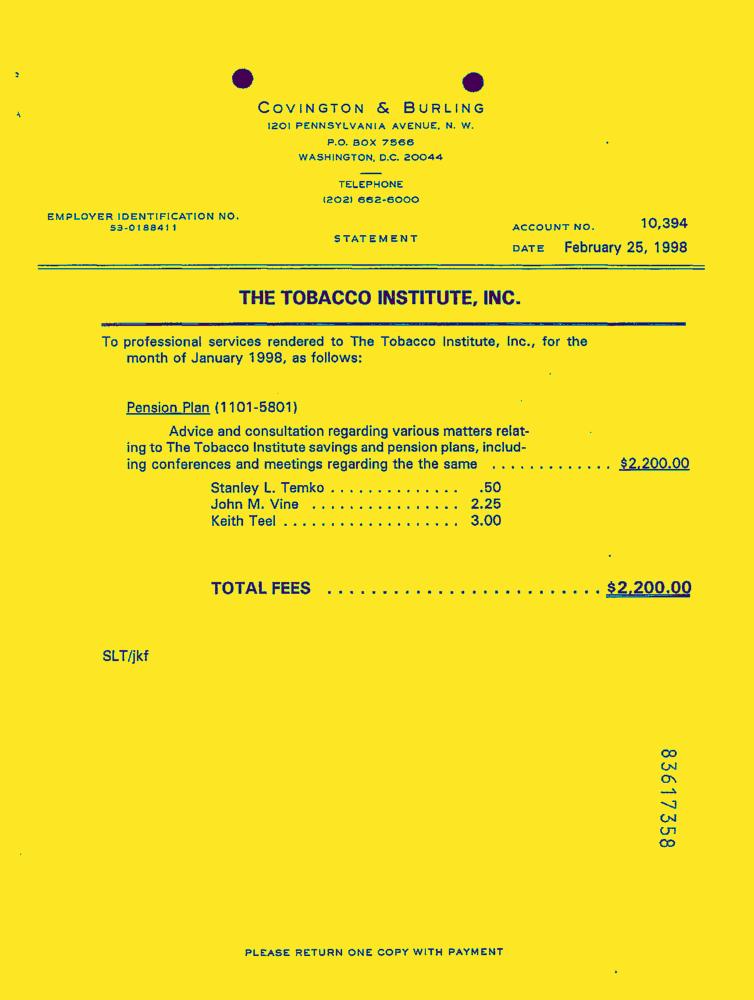 COVINGTON & BURLING
1201 PENNSYLVANIA AVENUE, N. W.
P.O. BOX 7566
WASHINGTON, D.C. 20044
TELEPHONE
(202) 662-6000
EMPLOYER IDENTIFICATION NO.
53-0188411
STATEMENT
ACCOUNT NO. 10,394
DATE February 25, 1998
THE TOBACCO INSTITUTE, INC.
To professional services rendered to The Tobacco Institute, Inc., for the
month of January 1998, as follows:
Pension Plan (1101-5801)
Advice and consultation regarding various matters relat-
ing to The Tobacco Institute savings and pension plans, includ-
ing conferences and meetings regarding the the same . . . . . . . . . . . . . $2,200.00
Stanley L. Temko . . . . . . . . . . . . . . .50
John M. Vine . . . . . . . . . . . . . . . . 2.25
Keith Teel . . . . . . . . . . . . . . . . . . . 3.00
TOTAL FEES . . . . . . . . . . . . . . . . . . . . . . . . . $2,200.00
SLT/jkf
83617358
PLEASE RETURN ONE COPY WITH PAYMENT